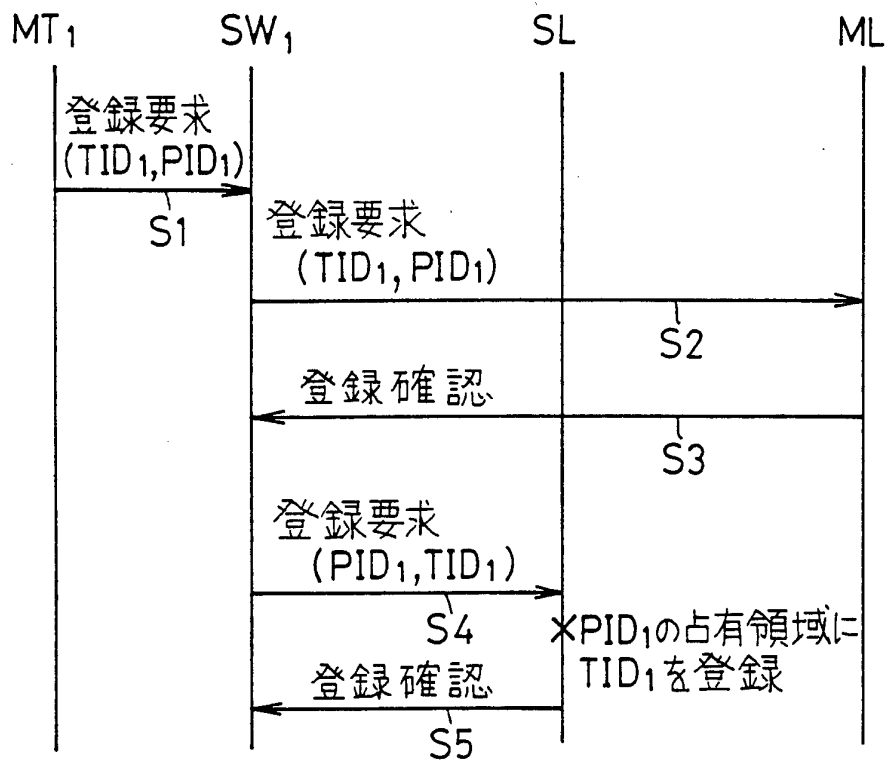 MT₁
SW₁
SL
ML
登録要求
(TID₁,PID₁)
S1
登録要求
(TID₁,PID₁)
S2
登録確認
S3
登録要求
(PID₁,TID₁)
S4
×PID₁の占有領域に
TID₁を登録
登録確認
S5